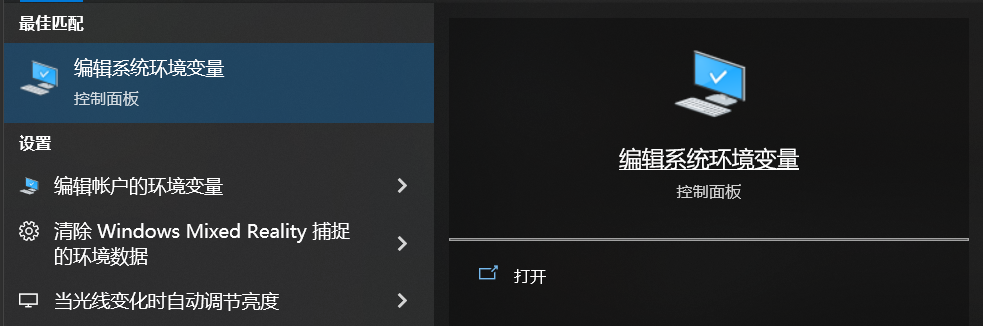 最佳匹配
编辑系统环境变量
控制面板
设置
编辑帐户的环境变量
清除 Windows Mixed Reality 捕捉
的环境数据
当光线变化时自动调节亮度
编辑系统环境变量
控制面板
打开